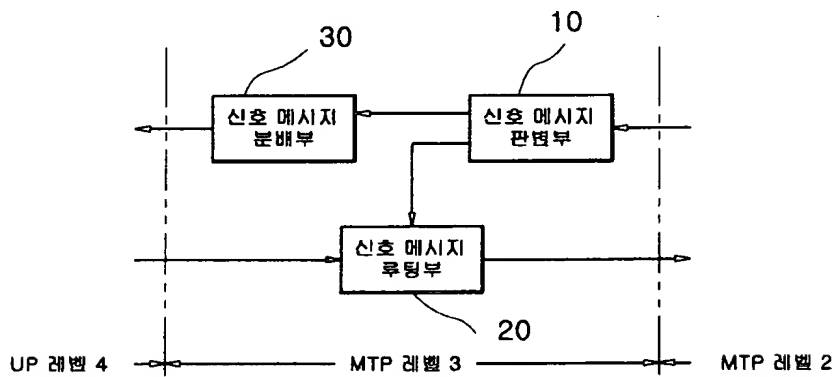 30
10
신호 메시지
분배부
신호 메시지
판별부
신호 메시지
루팅부
20
UP 레벨 4
MTP 레벨 3
MTP 레벨 2